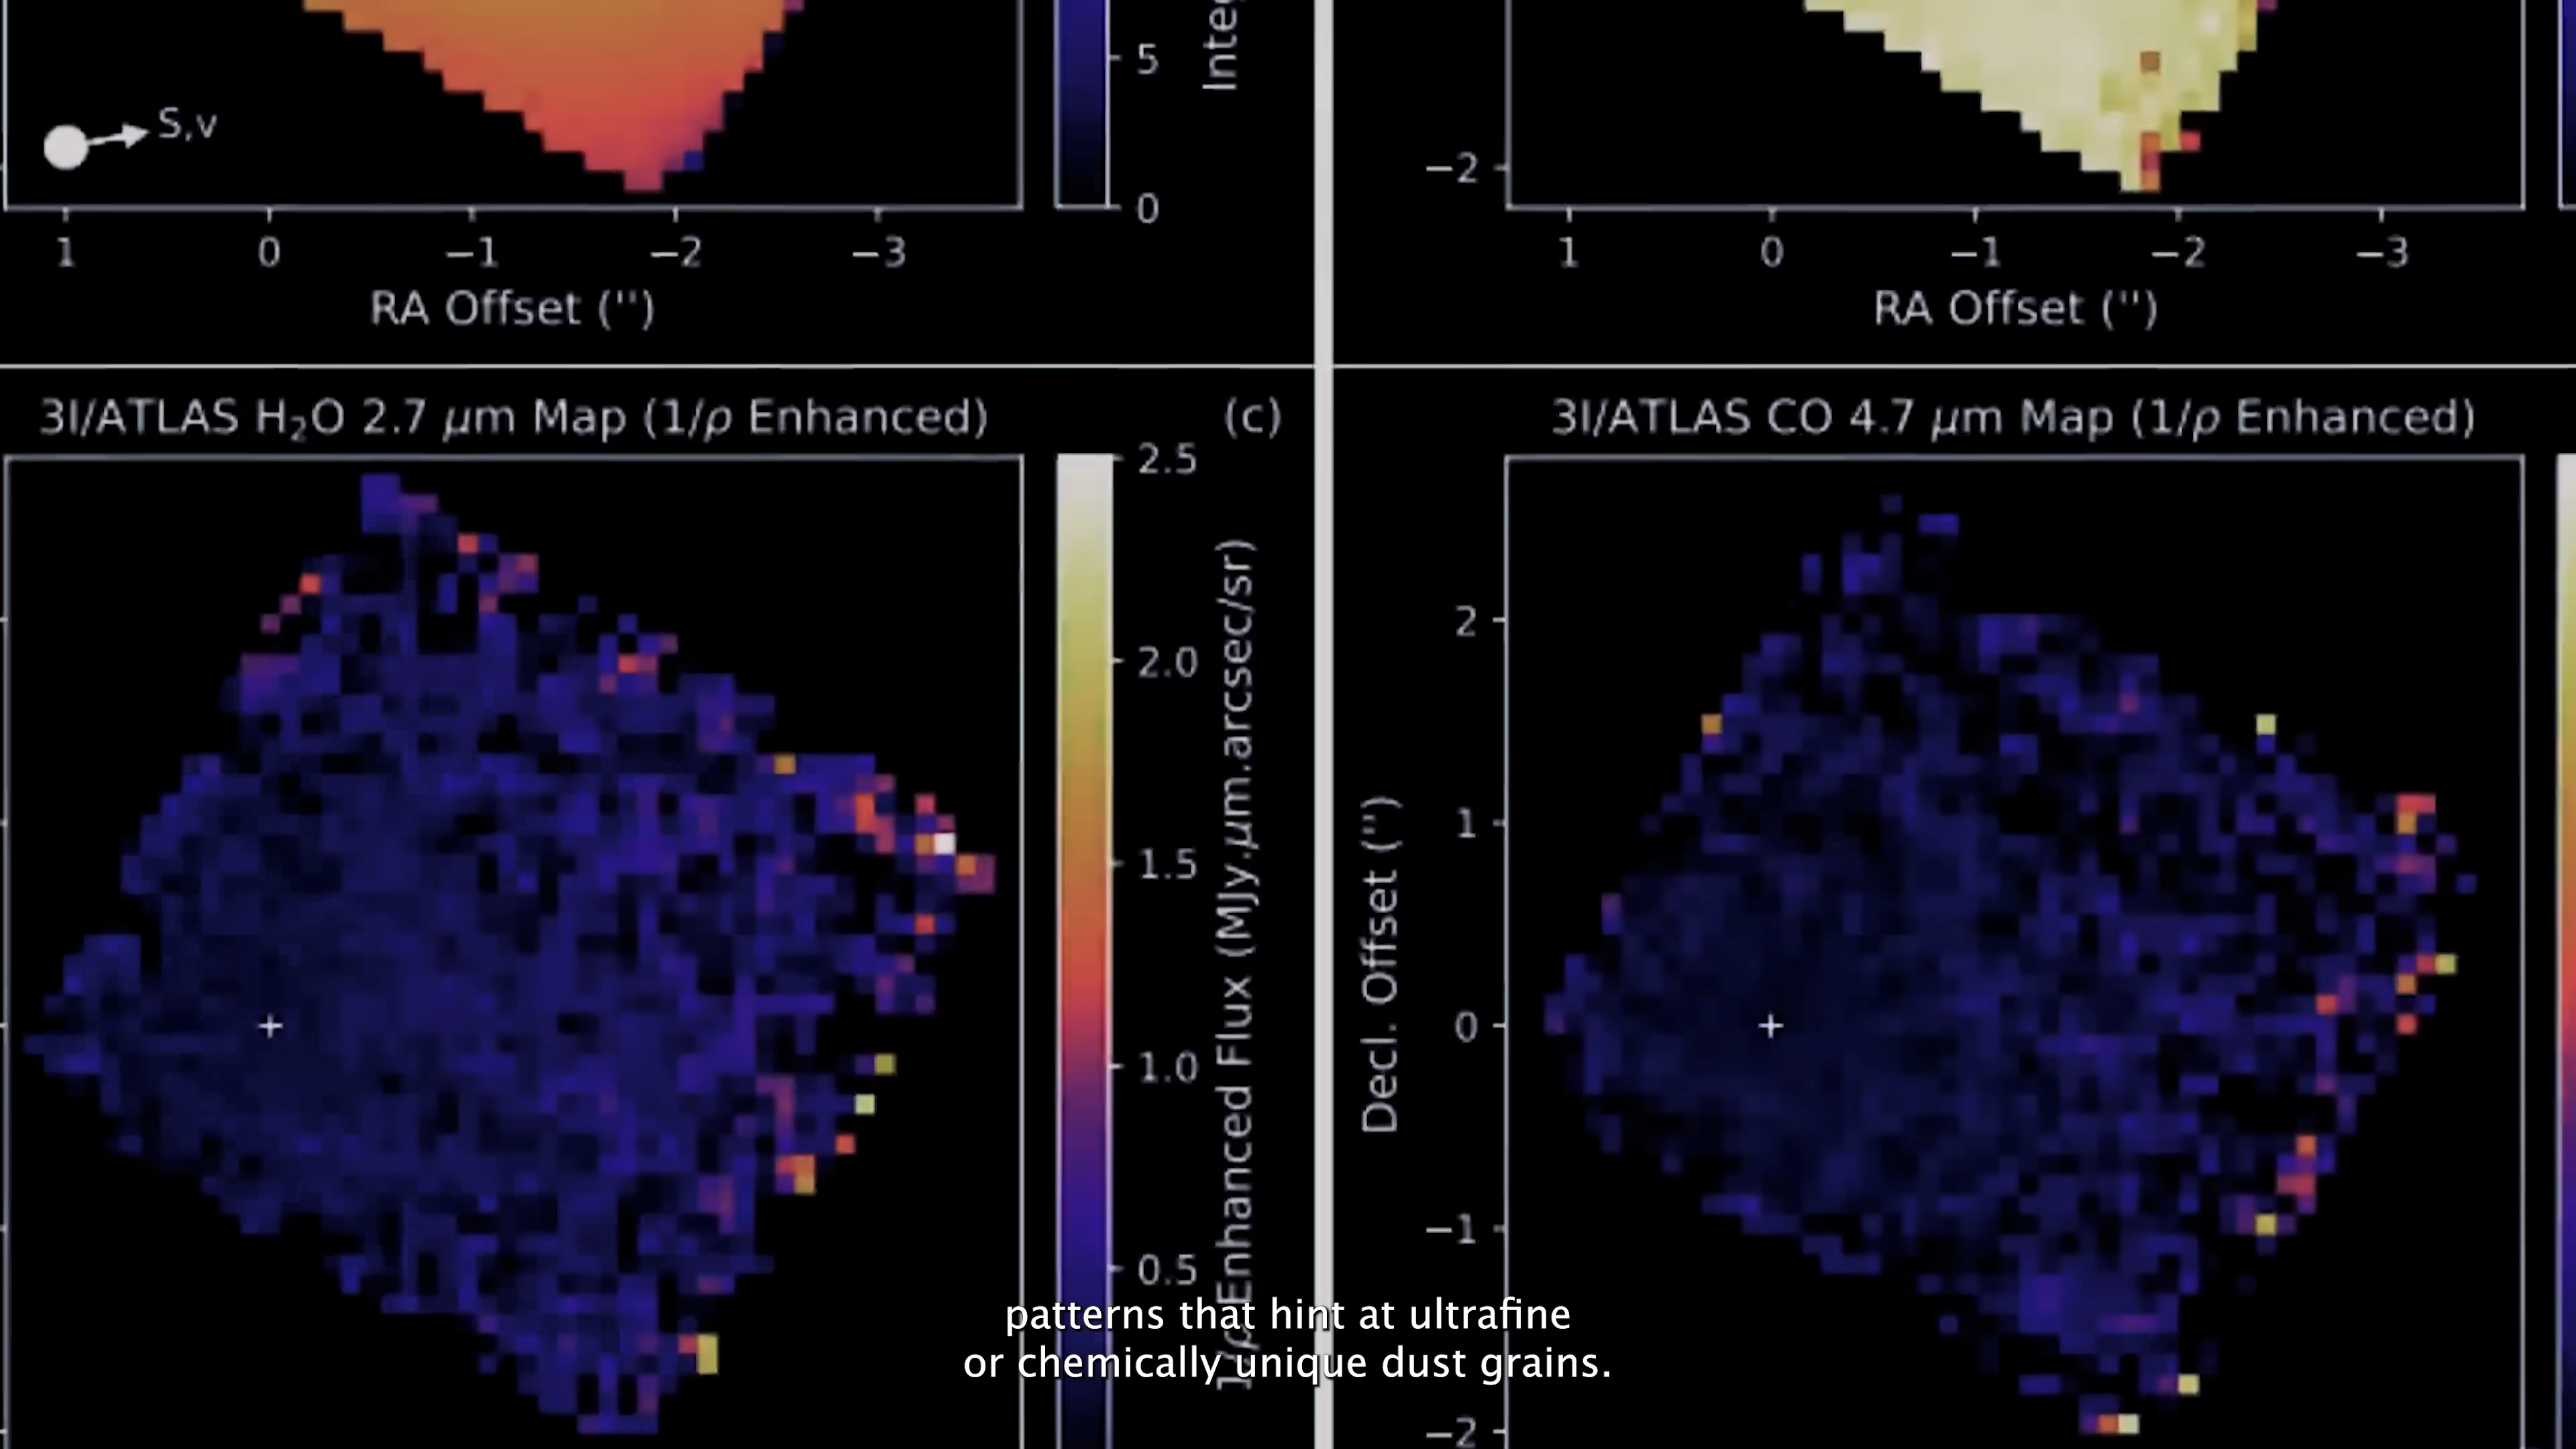 5
Inte
S,v
0
1 0 −1 −2 −3
RA Offset ('')
−2
1 0 −1 −2 −3
RA Offset ('')
3I/ATLAS H₂O 2.7 μm Map (1/ρ Enhanced)
(c)
2.5
2.0
1.5
1.0
0.5
1/ρ Enhanced Flux (MJy.μm.arcsec/sr)
3I/ATLAS CO 4.7 μm Map (1/ρ Enhanced)
Decl. Offset ('')
2
1
0
−1
−2
patterns that hint at ultrafine
or chemically unique dust grains.